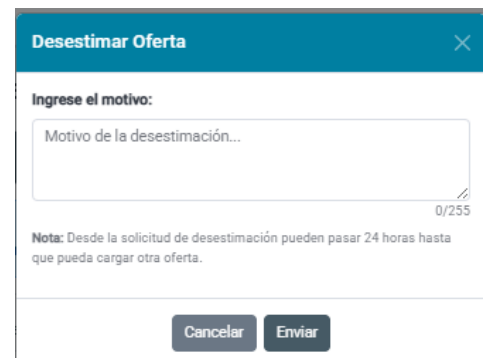 Desestimar Oferta
Ingrese el motivo:
Motivo de la desestimación...
0/255
Nota: Desde la solicitud de desestimación pueden pasar 24 horas hasta
que pueda cargar otra oferta.
Cancelar Enviar